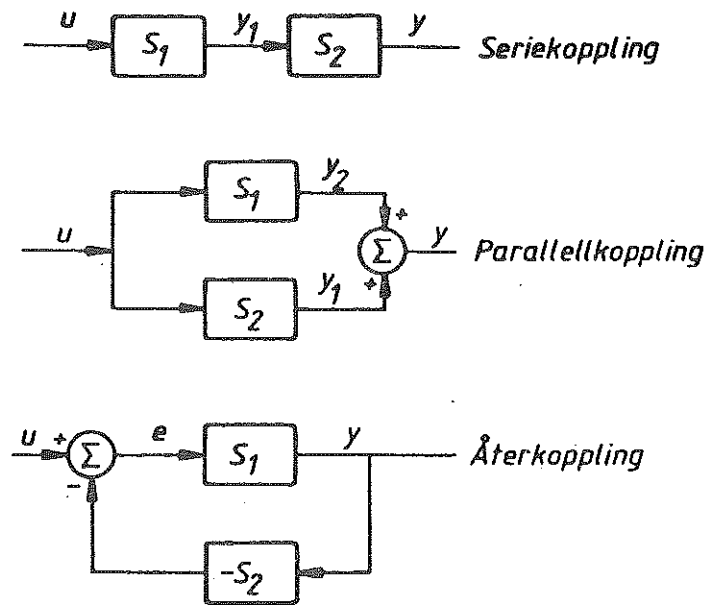 u S₁ y₁ S₂ y Seriekoppling
S₁ y₂ +
u Σ y Parallellkoppling
S₂ y₁ +
u + Σ e S₁ y Återkoppling
-
-S₂